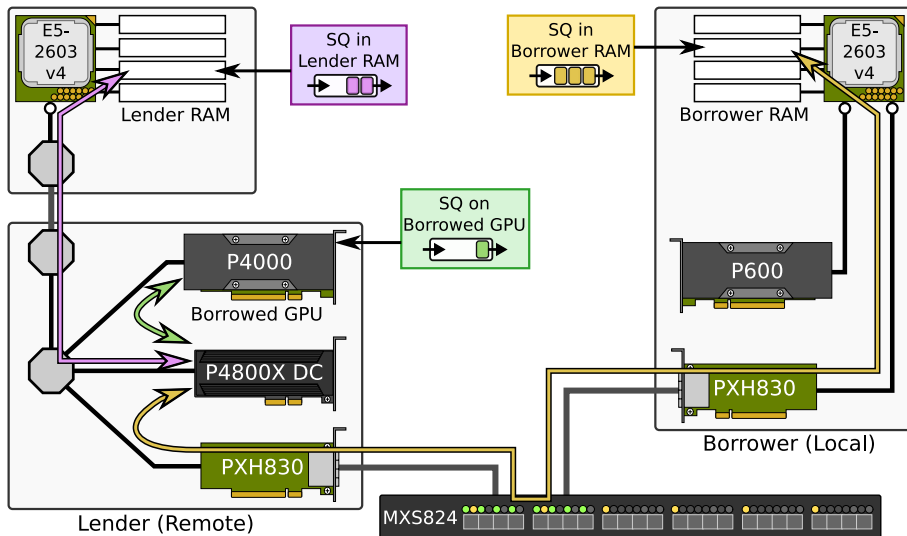 E5-
2603
v4
Lender RAM
SQ in
Lender RAM
SQ in
Borrower RAM
E5-
2603
v4
Borrower RAM
SQ on
Borrowed GPU
P4000
Borrowed GPU
P600
P4800X DC
PXH830
PXH830
Borrower (Local)
MXS824
Lender (Remote)